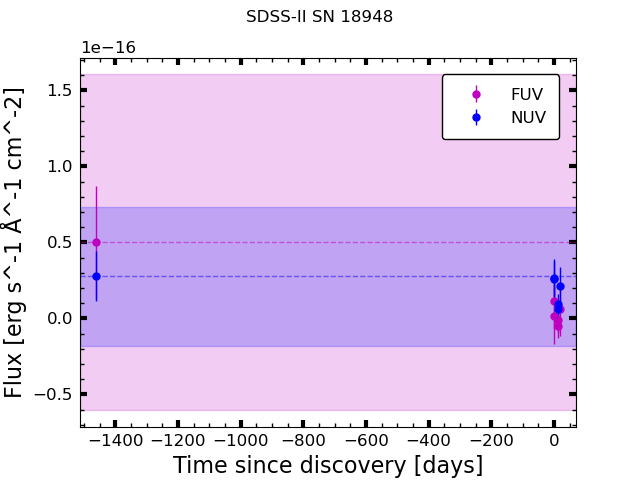 SDSS-II SN 18948
1e−16
1.5
1.0
0.5
0.0
−0.5
FUV
NUV
Flux [erg s^-1 Å^-1 cm^-2]
−1400 −1200 −1000 −800 −600 −400 −200 0
Time since discovery [days]